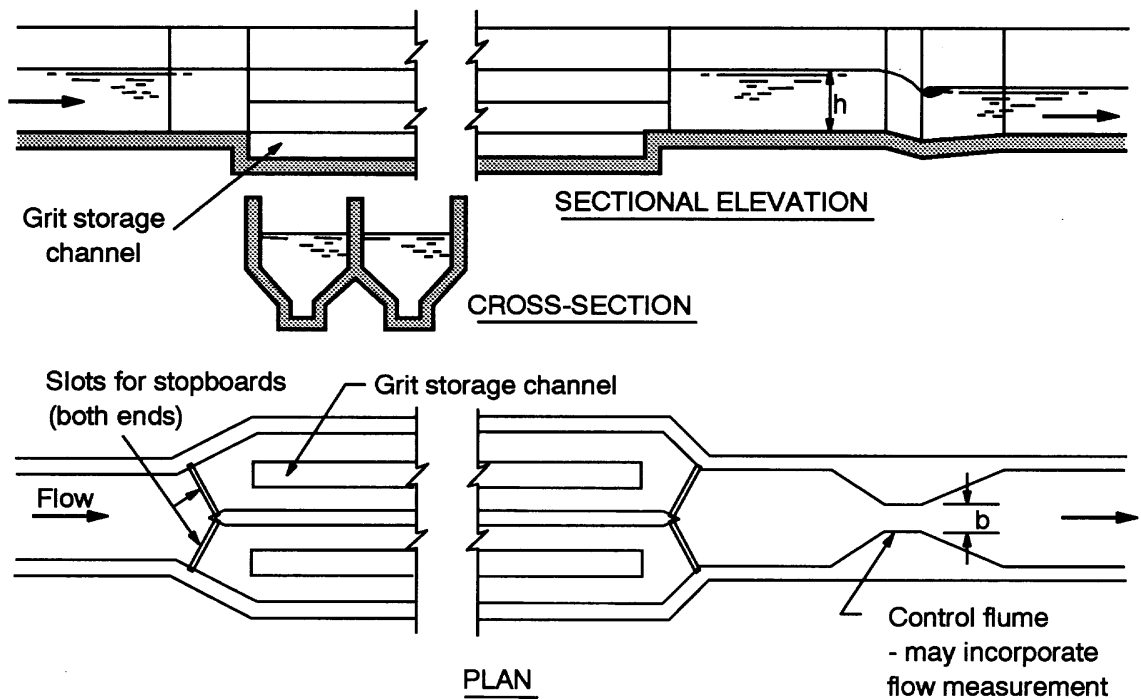 h
SECTIONAL ELEVATION
Grit storage
channel
CROSS-SECTION
Slots for stopboards
(both ends)
Grit storage channel
Flow
b
Control flume
- may incorporate
flow measurement
PLAN